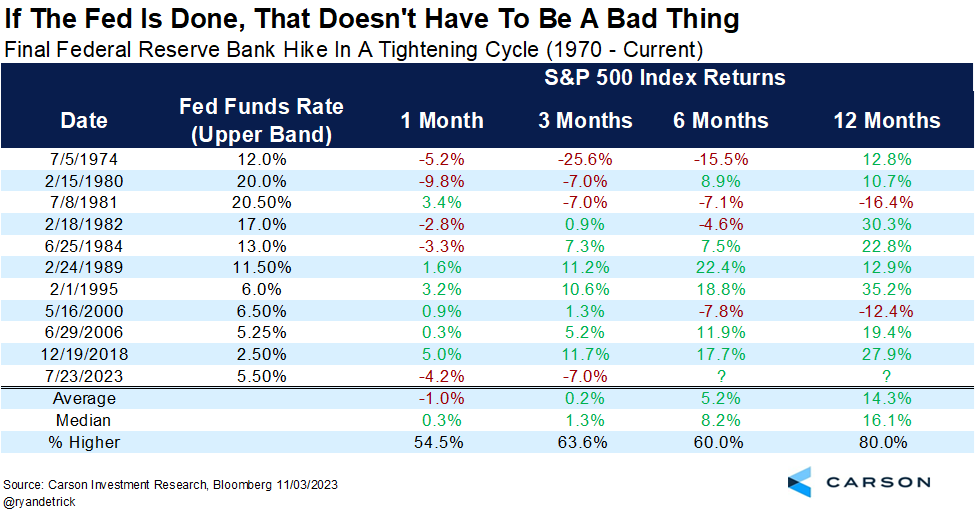 If The Fed Is Done, That Doesn't Have To Be A Bad Thing
Final Federal Reserve Bank Hike In A Tightening Cycle (1970 - Current)
S&P 500 Index Returns
Date Fed Funds Rate (Upper Band) 1 Month 3 Months 6 Months 12 Months
7/5/1974 12.0% -5.2% -25.6% -15.5% 12.8%
2/15/1980 20.0% -9.8% -7.0% 8.9% 10.7%
7/8/1981 20.50% 3.4% -7.0% -7.1% -16.4%
2/18/1982 17.0% -2.8% 0.9% -4.6% 30.3%
6/25/1984 13.0% -3.3% 7.3% 7.5% 22.8%
2/24/1989 11.50% 1.6% 11.2% 22.4% 12.9%
2/1/1995 6.0% 3.2% 10.6% 18.8% 35.2%
5/16/2000 6.50% 0.9% 1.3% -7.8% -12.4%
6/29/2006 5.25% 0.3% 5.2% 11.9% 19.4%
12/19/2018 2.50% 5.0% 11.7% 17.7% 27.9%
7/23/2023 5.50% -4.2% -7.0% ? ?
Average -1.0% 0.2% 5.2% 14.3%
Median 0.3% 1.3% 8.2% 16.1%
% Higher 54.5% 63.6% 60.0% 80.0%
Source: Carson Investment Research, Bloomberg 11/03/2023
@ryandetrick
CARSON